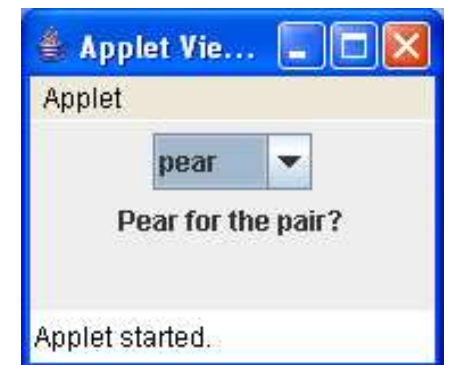 Applet Vie...
Applet
pear
Pear for the pair?
Applet started.